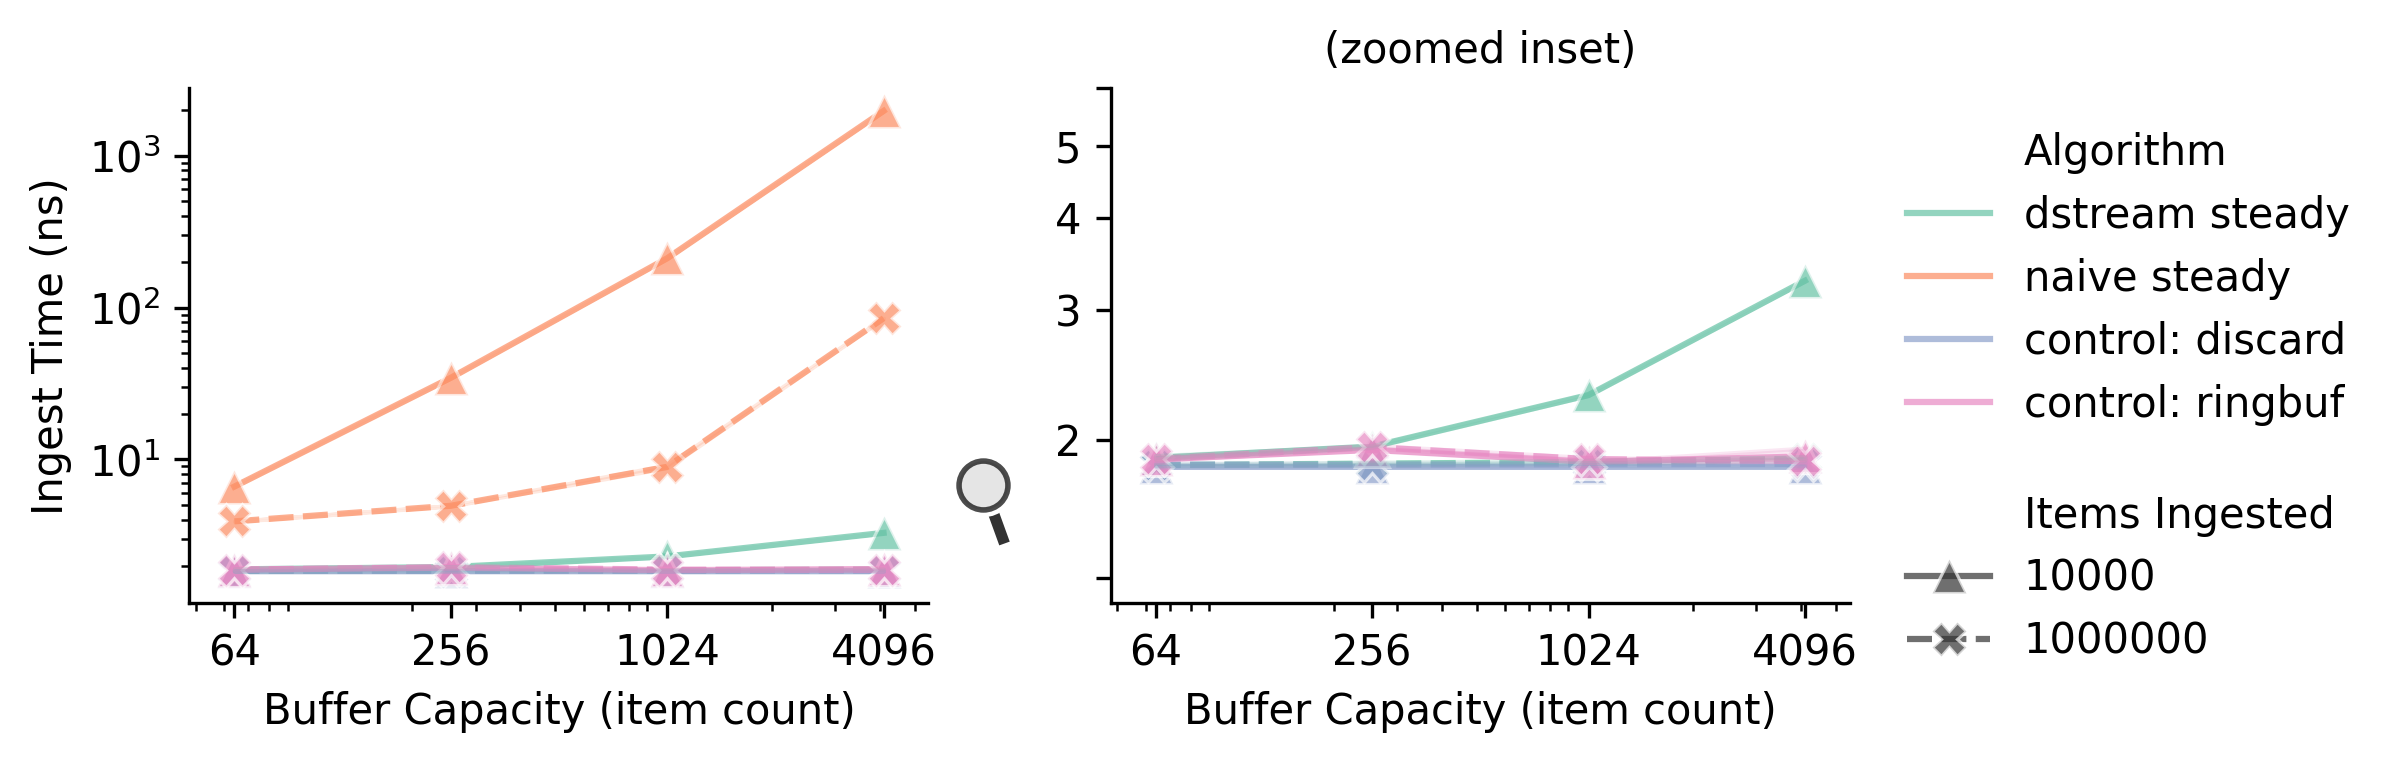 (zoomed inset)
Ingest Time (ns)
10³
10²
10¹
64 256 1024 4096
Buffer Capacity (item count)
5
4
3
2
64 256 1024 4096
Buffer Capacity (item count)
Algorithm
dstream steady
naive steady
control: discard
control: ringbuf
Items Ingested
10000
1000000